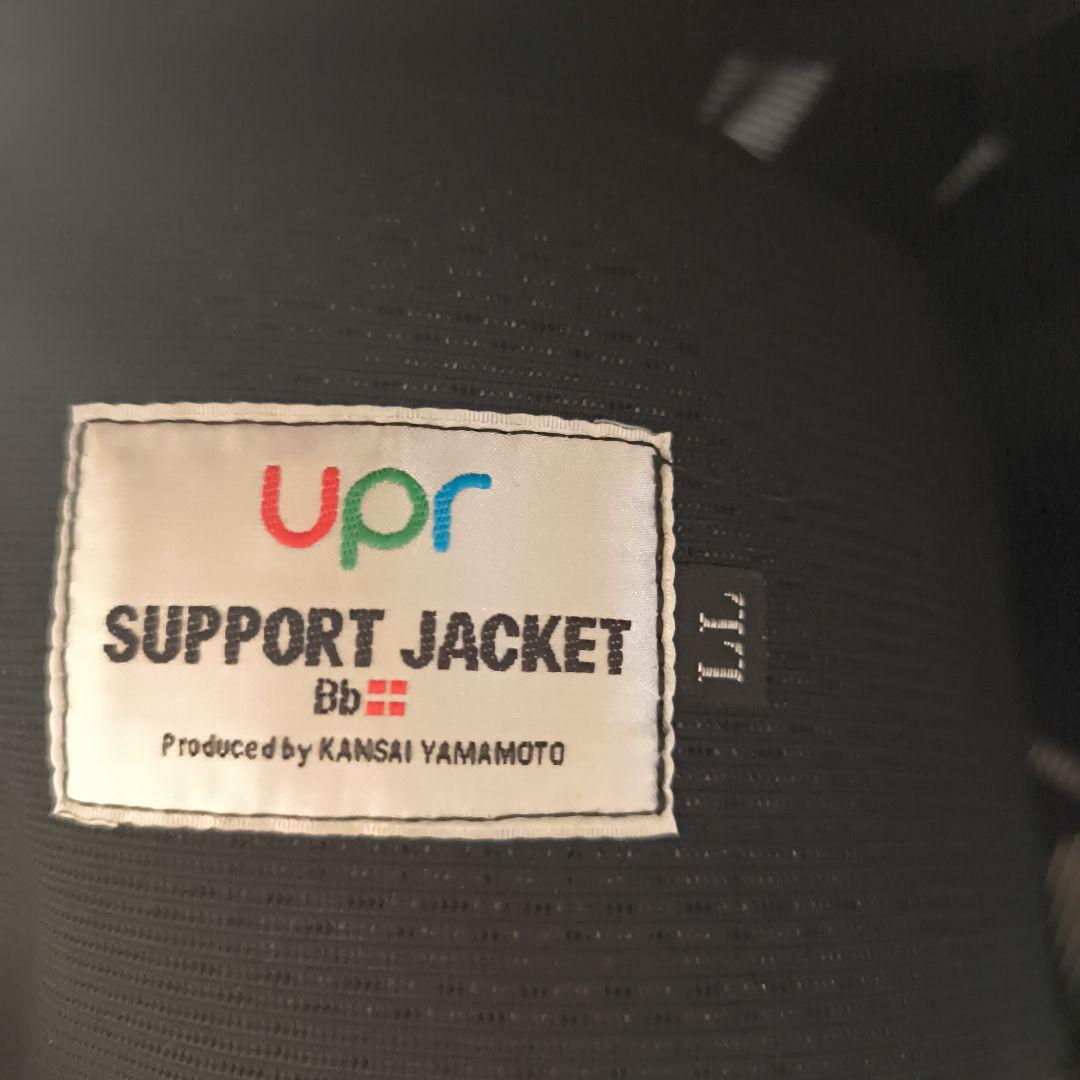 upr
SUPPORT JACKET
Bb
Produced by KANSAI YAMAMOTO
LL